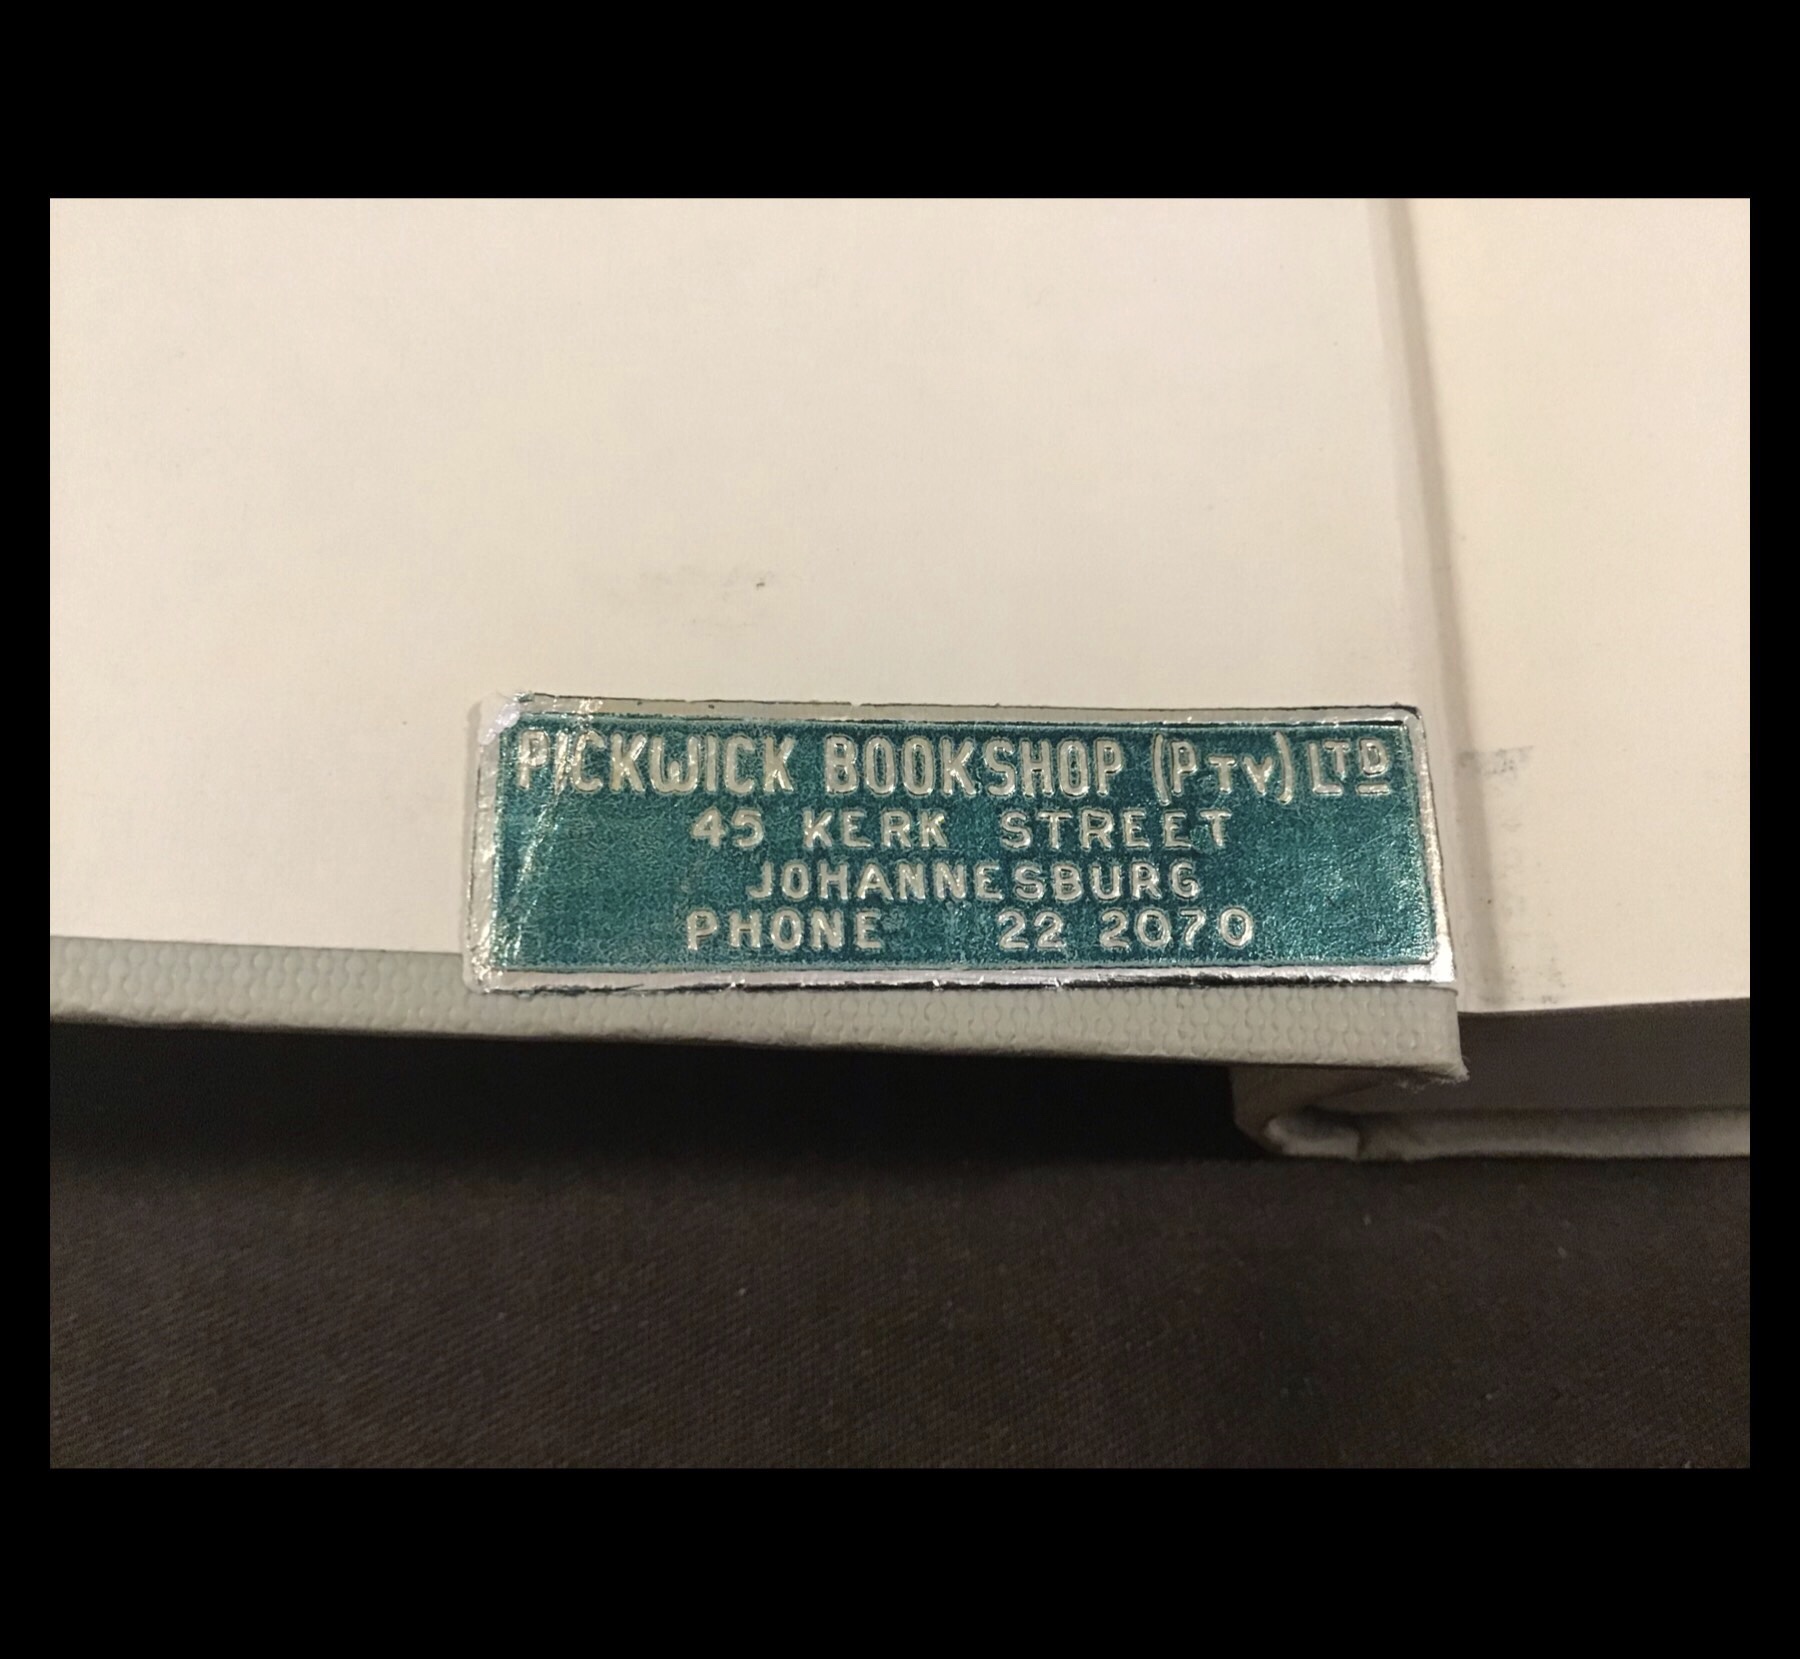 PICKWICK BOOKSHOP (PTY) LTD
45 KERK STREET
JOHANNESBURG
PHONE 22 2070